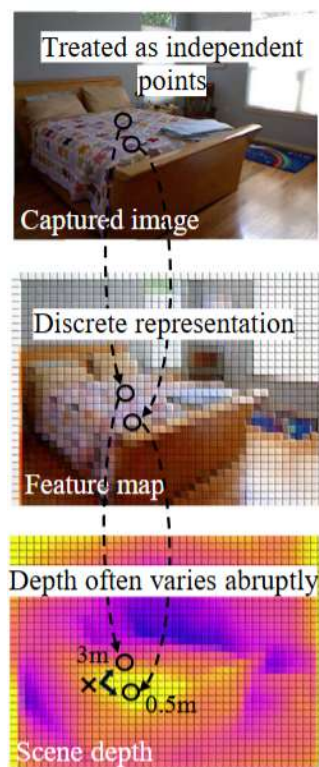 Treated as independent
points
Captured image
Discrete representation
Feature map
Depth often varies abruptly
3m
0.5m
Scene depth